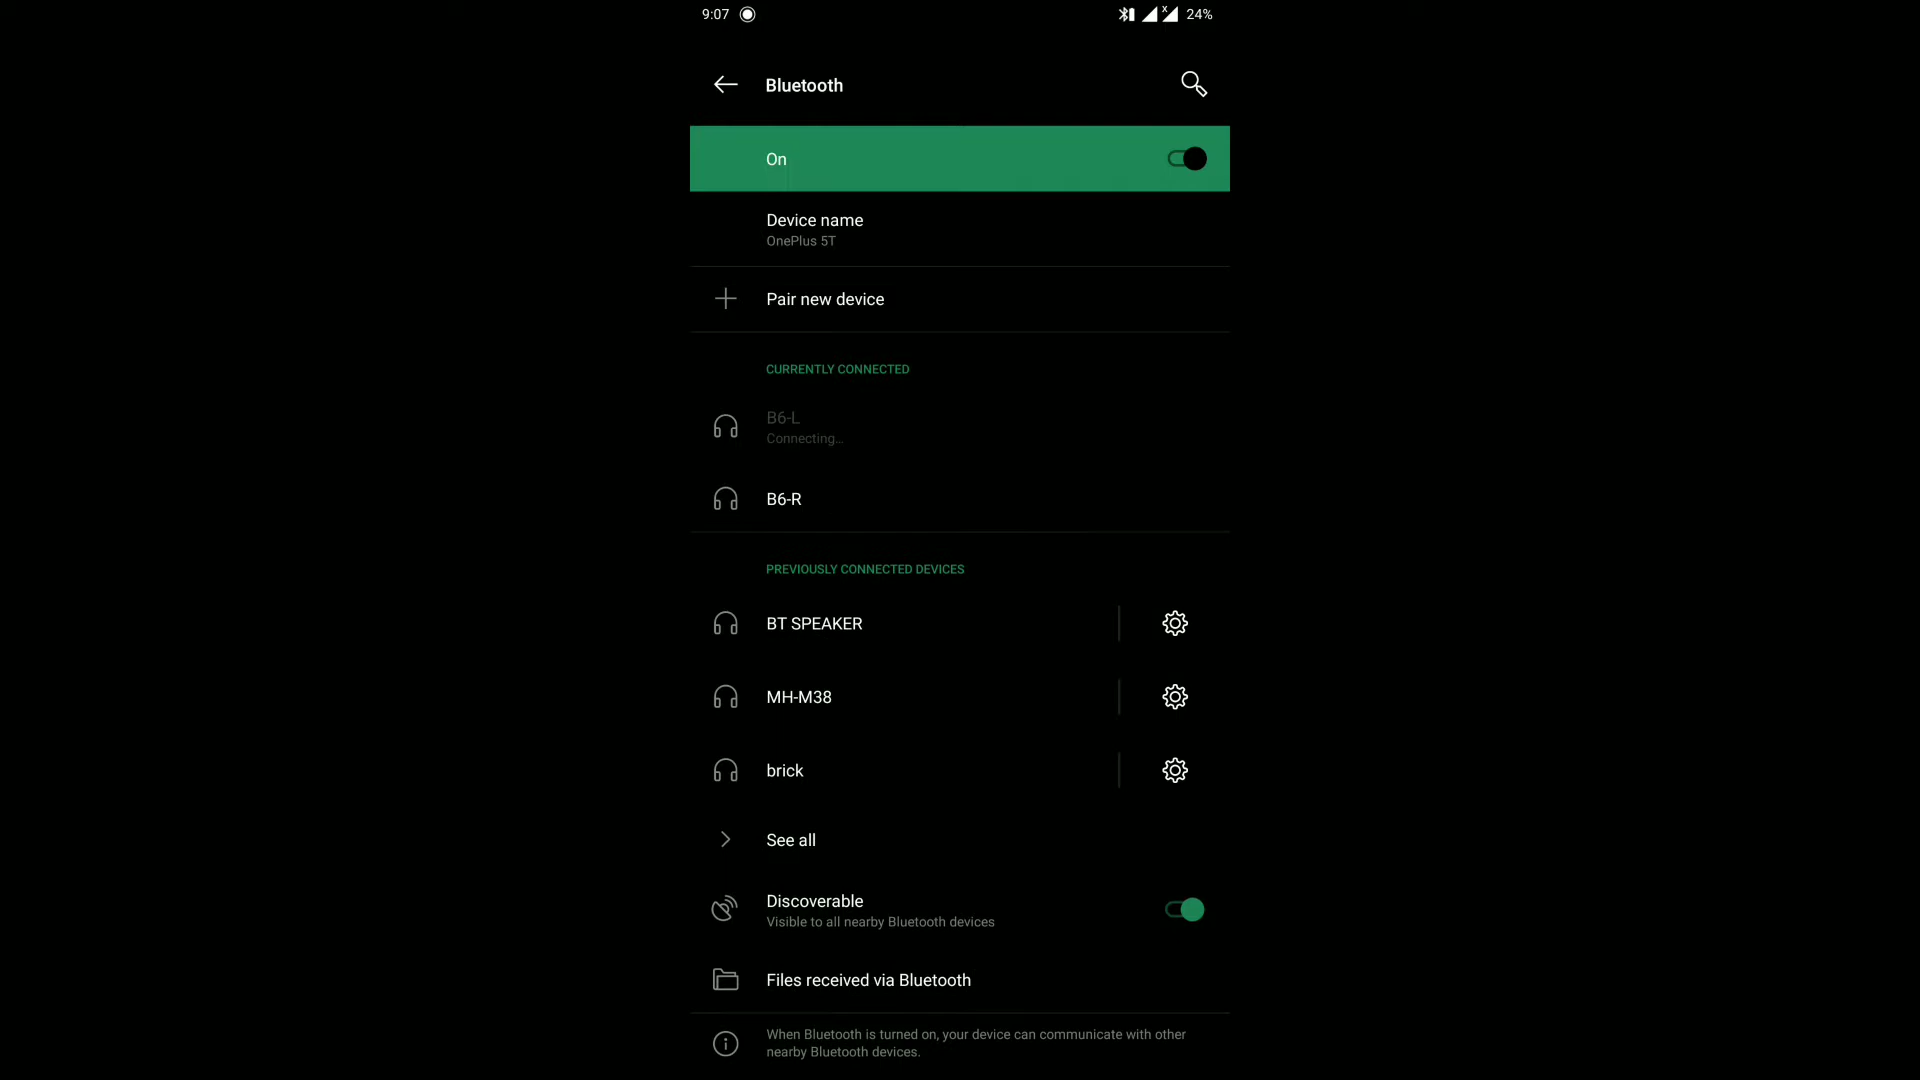 9:07
x
24%
Bluetooth
On
Device name
OnePlus 5T
Pair new device
CURRENTLY CONNECTED
B6-L
Connecting…
B6-R
PREVIOUSLY CONNECTED DEVICES
BT SPEAKER
MH-M38
brick
See all
Discoverable
Visible to all nearby Bluetooth devices
Files received via Bluetooth
When Bluetooth is turned on, your device can communicate with other
nearby Bluetooth devices.